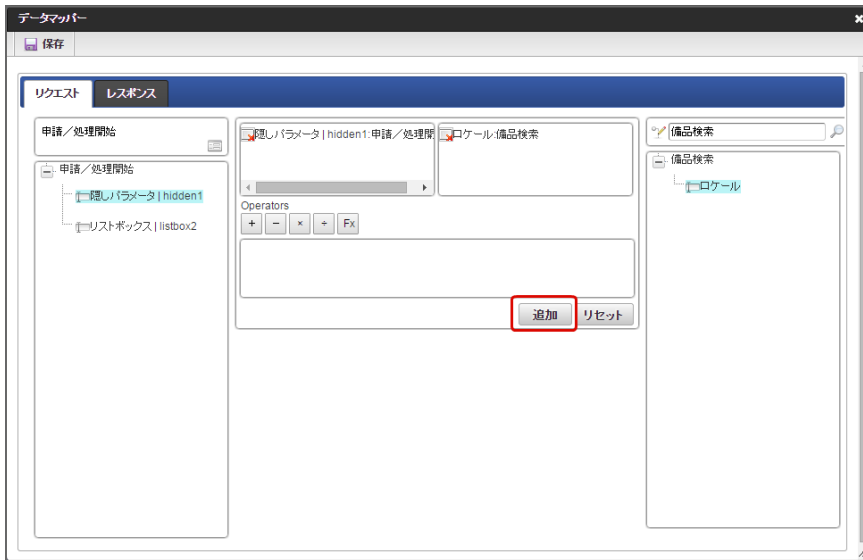 データマッパー
保存
リクエスト
レスポンス
申請／処理開始
申請／処理開始
隠しパラメータ | hidden1
リストボックス | listbox2
隠しパラメータ | hidden1:申請／処理開
ロケール:備品検索
Operators
+ − × ÷ Fx
追加
リセット
備品検索
備品検索
ロケール